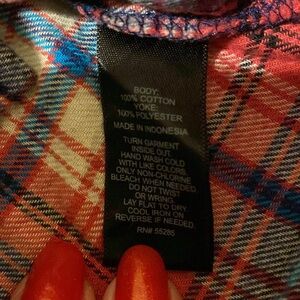 BODY:
100% COTTON
YOKE:
100% POLYESTER
MADE IN INDONESIA
TURN GARMENT
INSIDE OUT
HAND WASH COLD
WITH LIKE COLORS
ONLY NON-CHLORINE
BLEACH WHEN NEEDED
DO NOT TWIST
OR WRING
LAY FLAT TO DRY
COOL IRON ON
REVERSE IF NEEDED
RN# 55285